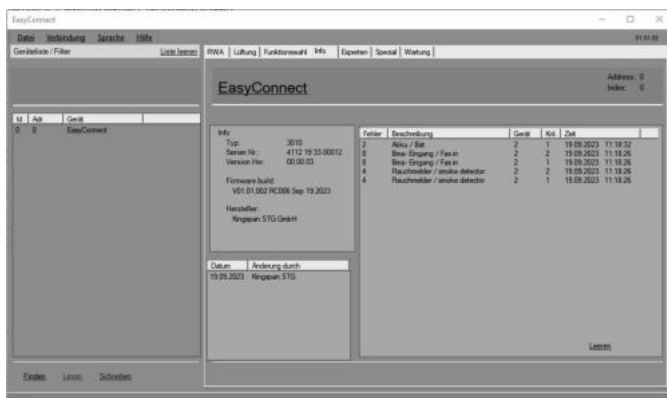 EasyConnect
Datei Verbindung Sprache Hilfe
01.01.02
Geräteliste / Filter Liste leeren
RWA Lüftung Funktionswahl Info Experten Spezial Wartung
EasyConnect
Address: 0
Index: 0
Id Adr. Gerät
0 0 EasyConnect
Info
Typ: 3010
Serien Nr.: 4112 19 33 00012
Version Hw: 00.00.03
Firmware build:
V01.01.002 RC006 Sep 19 2023
Hersteller:
Kingspan STG GmbH
Fehler Beschreibung Gerät Knt. Zeit
2 Akku / Bat 2 1 19.09.2023 11:18:32
8 Bma- Eingang / Fas in 2 2 19.09.2023 11:18:26
8 Bma- Eingang / Fas in 2 1 19.09.2023 11:18:26
4 Rauchmelder / smoke detector 2 2 19.09.2023 11:18:26
4 Rauchmelder / smoke detector 2 1 19.09.2023 11:18:26
Datum Änderung durch
19.09.2023 Kingspan STG
Leeren
Finden Lesen Schreiben